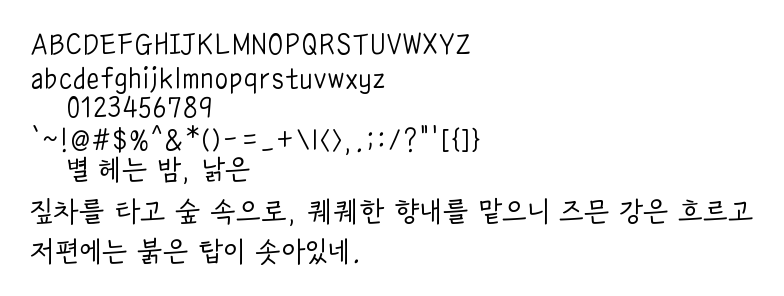 ABCDEFGHIJKLMNOPQRSTUVWXYZ
abcdefghijklmnopqrstuvwxyz
0123456789
`~!@#$%^&*()-=_+\|<>,.;:/?"'[{]}
별 헤는 밤, 낡은
짚차를 타고 숲 속으로, 퀘퀘한 향내를 맡으니 즈믄 강은 흐르고
저편에는 붉은 탑이 솟아있네.